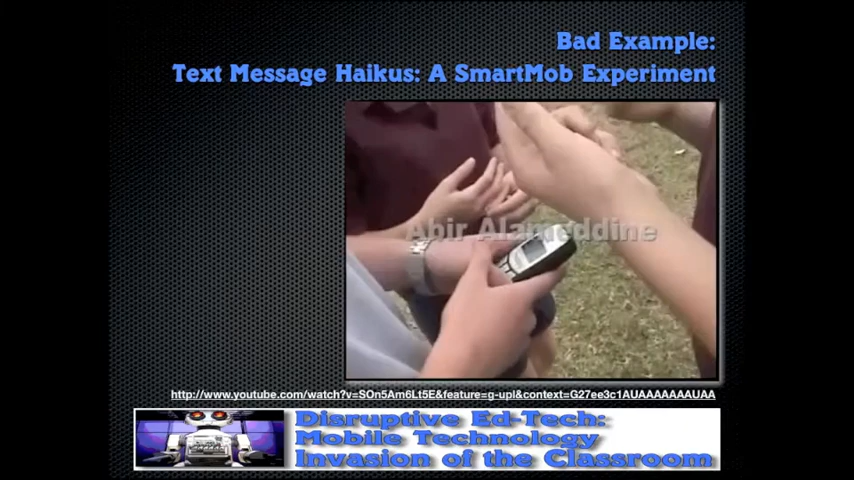 Bad Example:
Text Message Haikus: A SmartMob Experiment
Abir Alameddine
http://www.youtube.com/watch?v=SOn5Am6Lt5E&feature=g-upl&context=G27ee3c1AUAAAAAAAUAA
Disruptive Ed-Tech:
Mobile Technology
Invasion of the Classroom